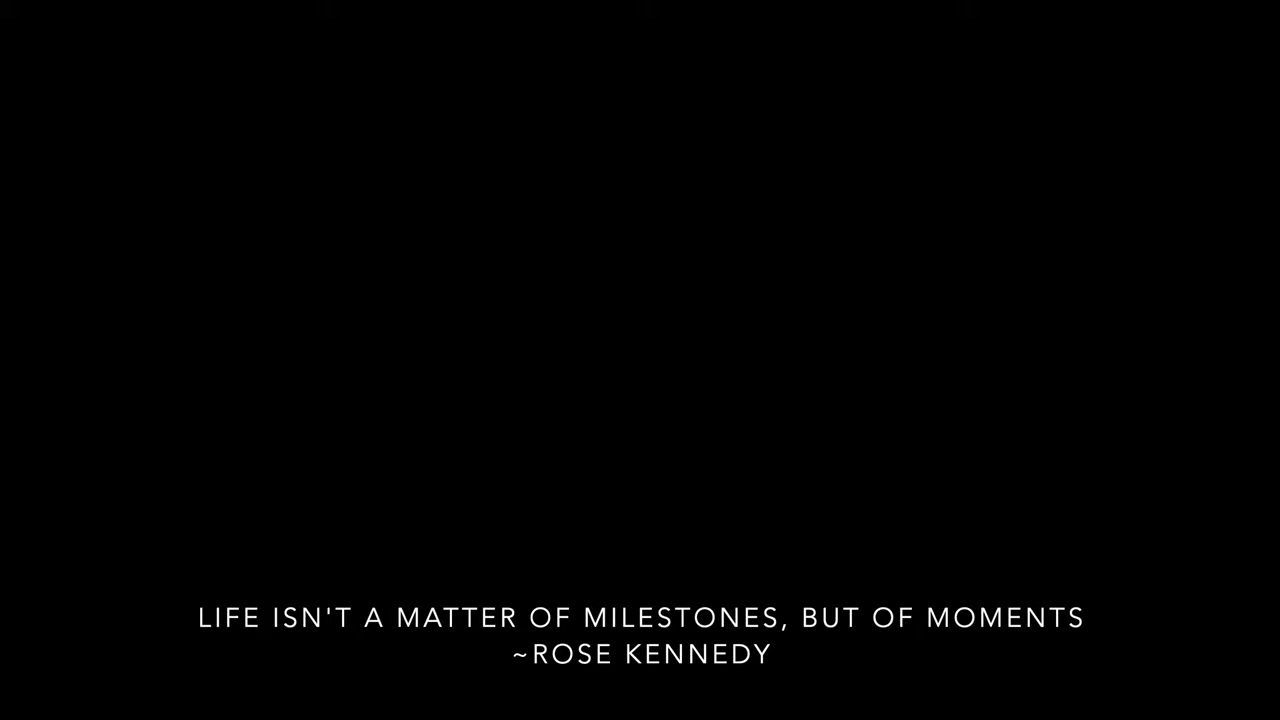 LIFE ISN'T A MATTER OF MILESTONES, BUT OF MOMENTS
~ROSE KENNEDY